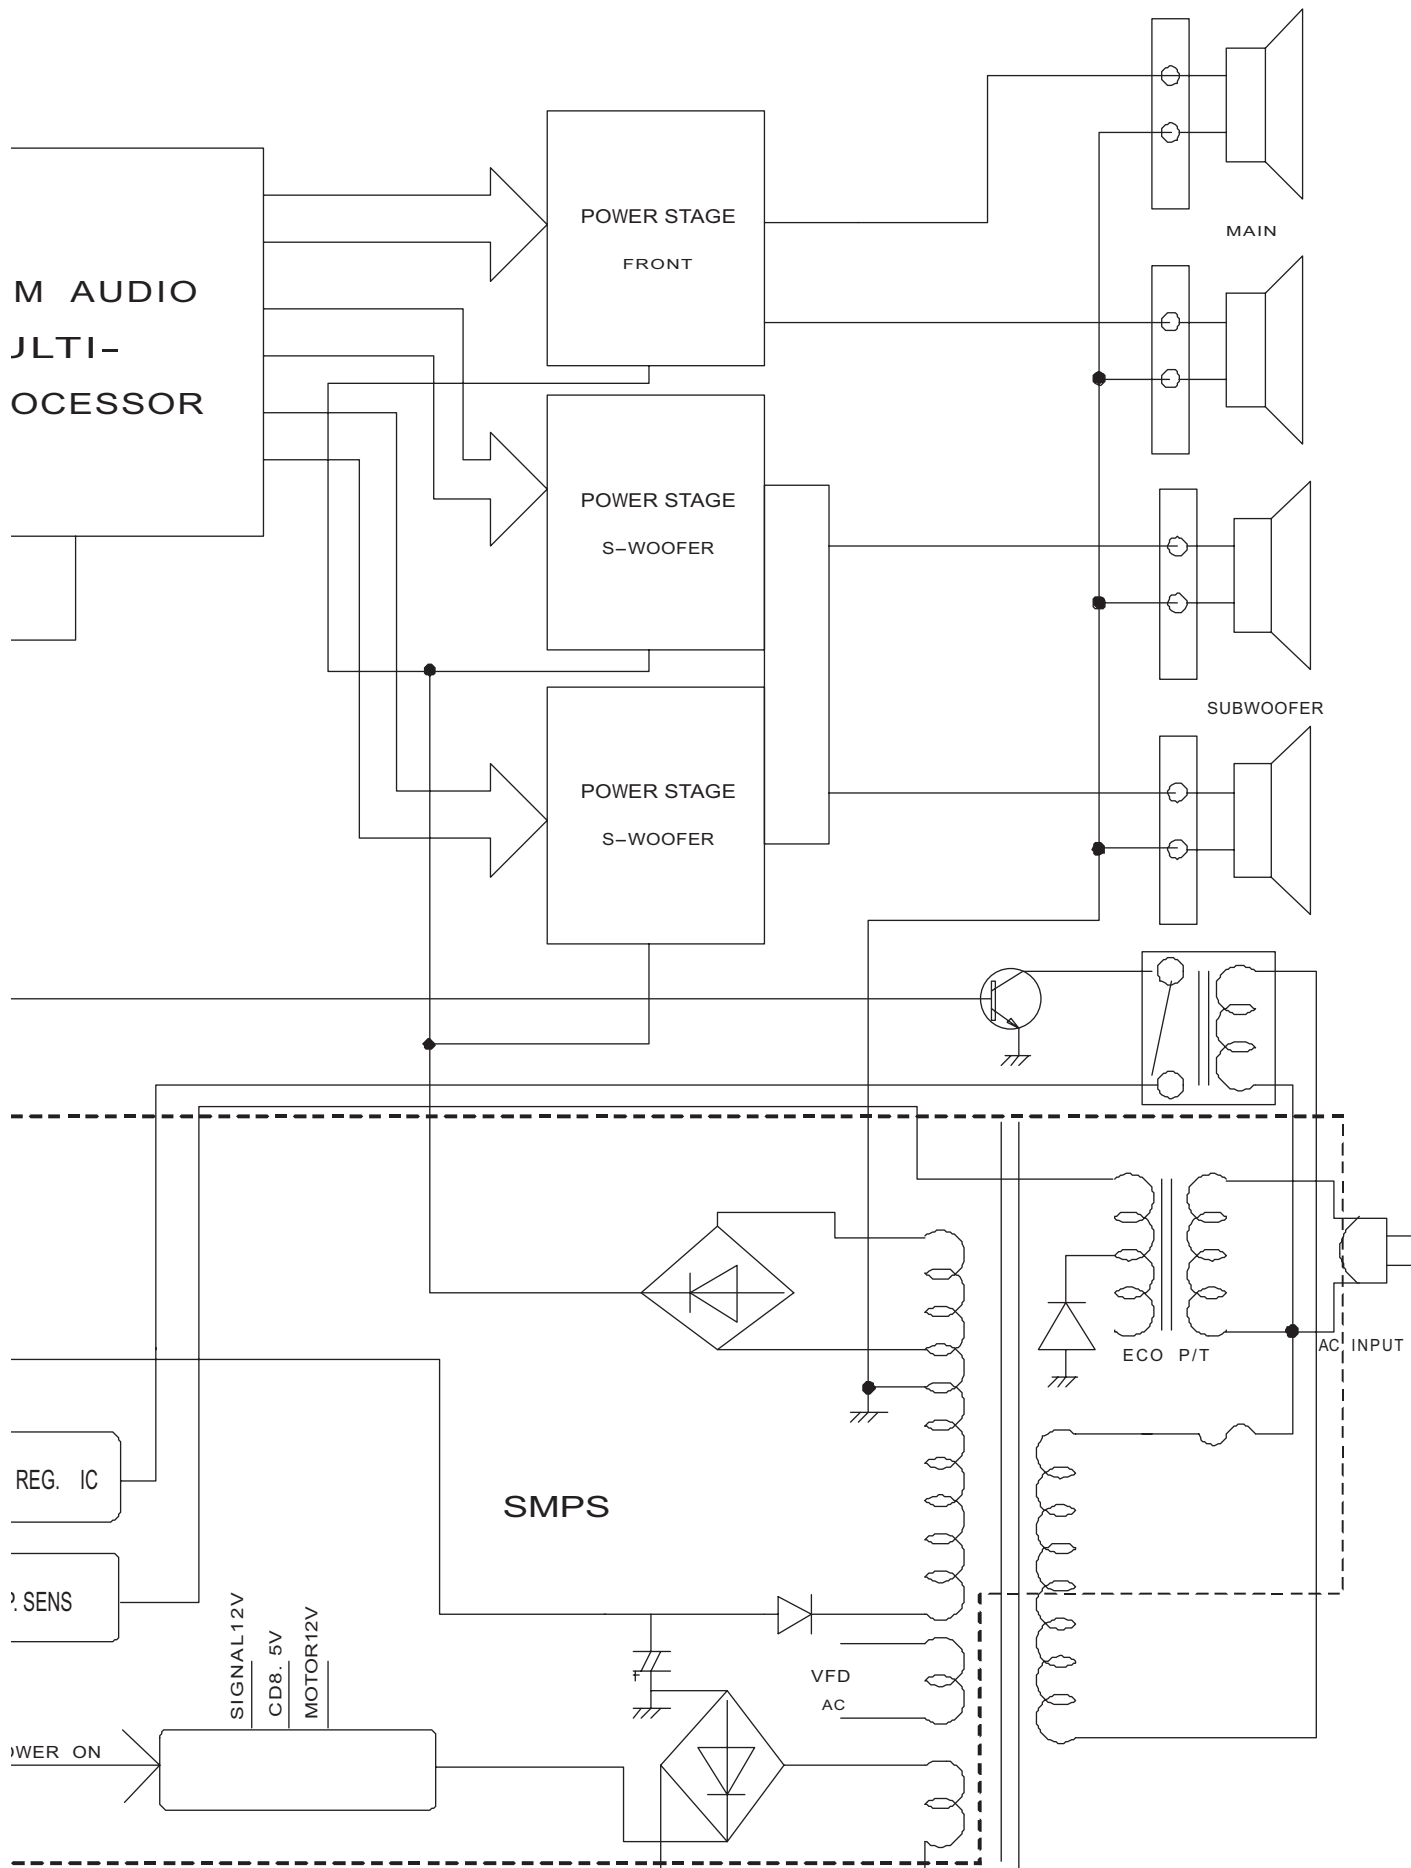 POWER STAGE
FRONT
MAIN
M AUDIO
ULTI-
OCESSOR
POWER STAGE
S-WOOFER
SUBWOOFER
POWER STAGE
S-WOOFER
ECO P/T
AC INPUT
REG. IC
SMPS
P. SENS
SIGNAL12V
CD8. 5V
MOTOR12V
VFD
AC
OWER ON